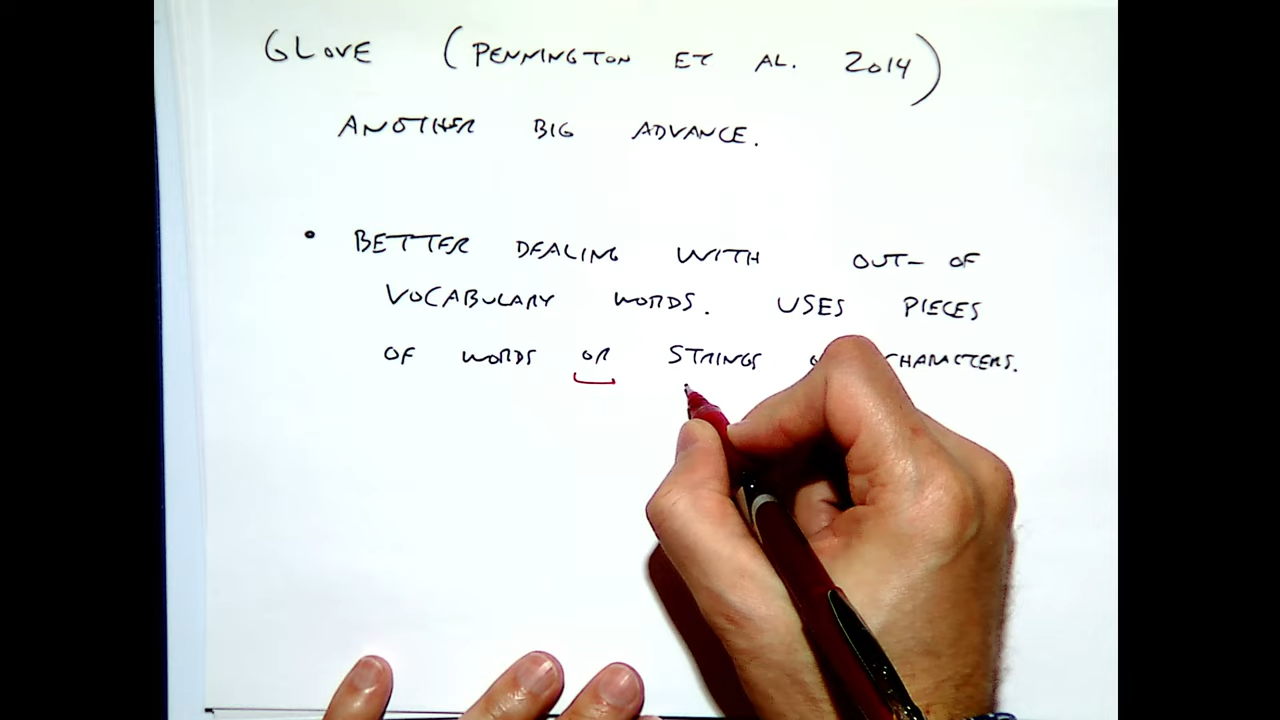 GLOVE (PENNINGTON ET AL. 2014)
ANOTHER BIG ADVANCE.
• BETTER DEALING WITH OUT-OF
VOCABULARY WORDS. USES PIECES
OF WORDS OR STRINGS CHARACTERS.